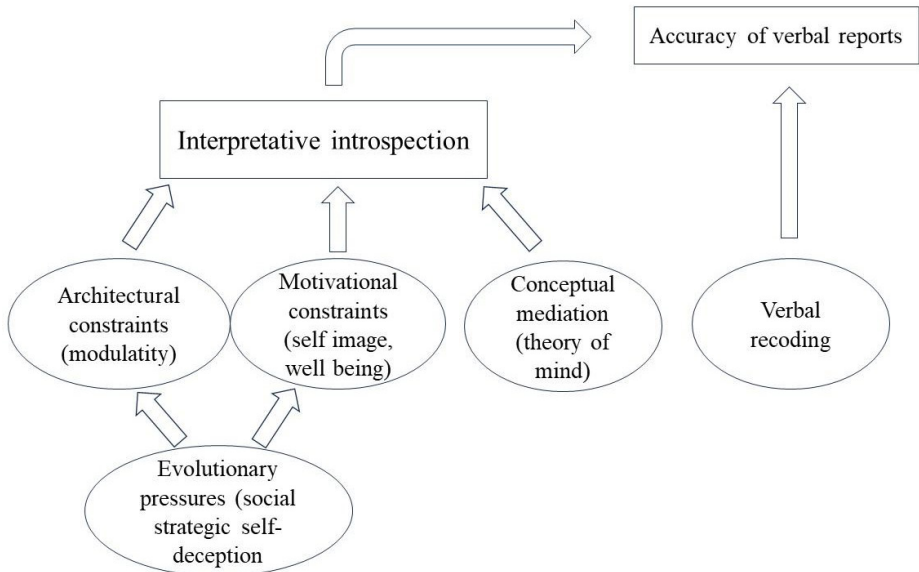 Accuracy of verbal reports
Interpretative introspection
Architectural
constraints
(modulatity)
Motivational
constraints
(self image,
well being)
Conceptual
mediation
(theory of
mind)
Verbal
recoding
Evolutionary
pressures (social
strategic self-
deception